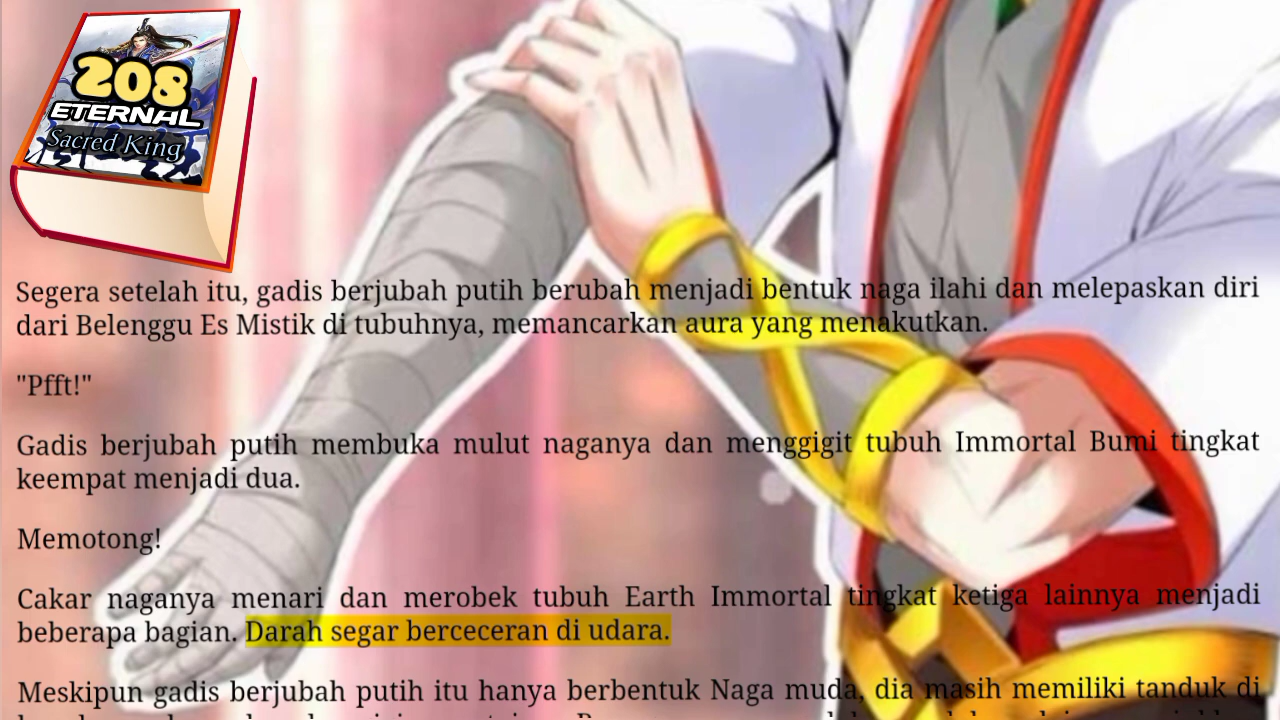 208
ETERNAL
Sacred King
Segera setelah itu, gadis berjubah putih berubah menjadi bentuk naga ilahi dan melepaskan diri
dari Belenggu Es Mistik di tubuhnya, memancarkan aura yang menakutkan.
"Pfft!"
Gadis berjubah putih membuka mulut naganya dan menggigit tubuh Immortal Bumi tingkat
keempat menjadi dua.
Memotong!
Cakar naganya menari dan merobek tubuh Earth Immortal tingkat ketiga lainnya menjadi
beberapa bagian. Darah segar berceceran di udara.
Meskipun gadis berjubah putih itu hanya berbentuk Naga muda, dia masih memiliki tanduk di